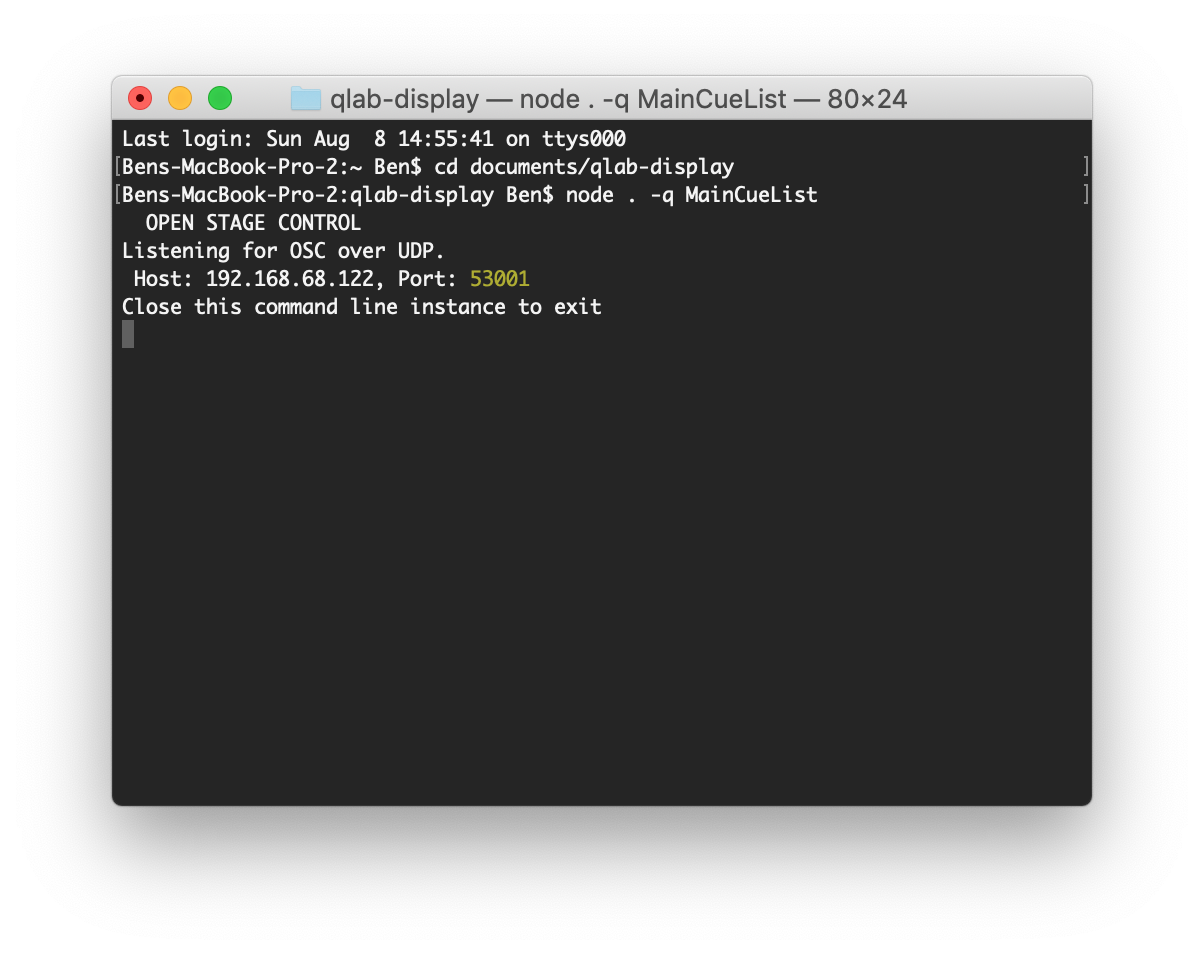 qlab-display — node . -q MainCueList — 80×24
Last login: Sun Aug  8 14:55:41 on ttys000
[Bens-MacBook-Pro-2:~ Ben$ cd documents/qlab-display ]
[Bens-MacBook-Pro-2:qlab-display Ben$ node . -q MainCueList ]
  OPEN STAGE CONTROL
Listening for OSC over UDP.
 Host: 192.168.68.122, Port: 53001
Close this command line instance to exit